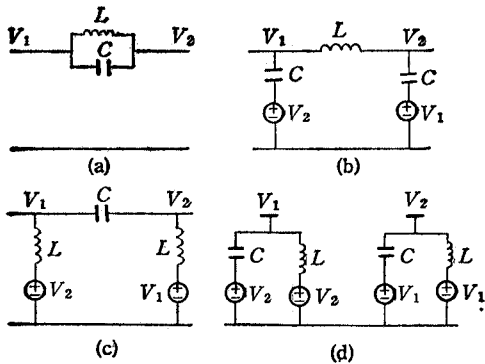 L
V₁ C V₂
(a)
V₁ L V₂
C C
V₂ V₁
(b)
V₁ C V₂
L L
V₂ V₁
(c)
V₁ V₂
C L C L
V₂ V₂ V₁ V₁
(d)